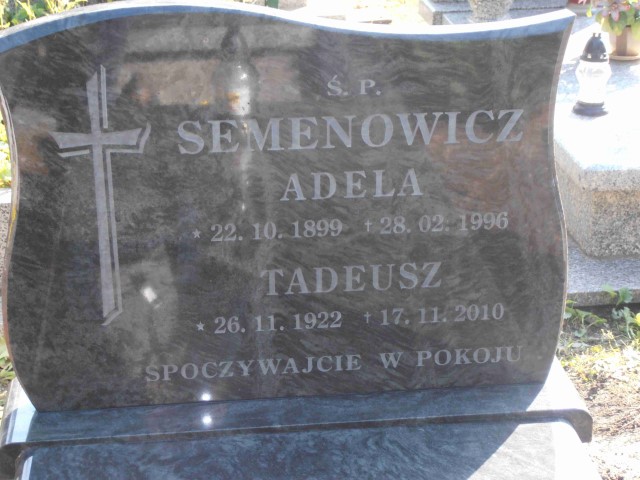 Ś. P.
SEMENOWICZ
ADELA
* 22. 10. 1899 † 28. 02. 1996
TADEUSZ
* 26. 11. 1922 † 17. 11. 2010
SPOCZYWAJCIE W POKOJU